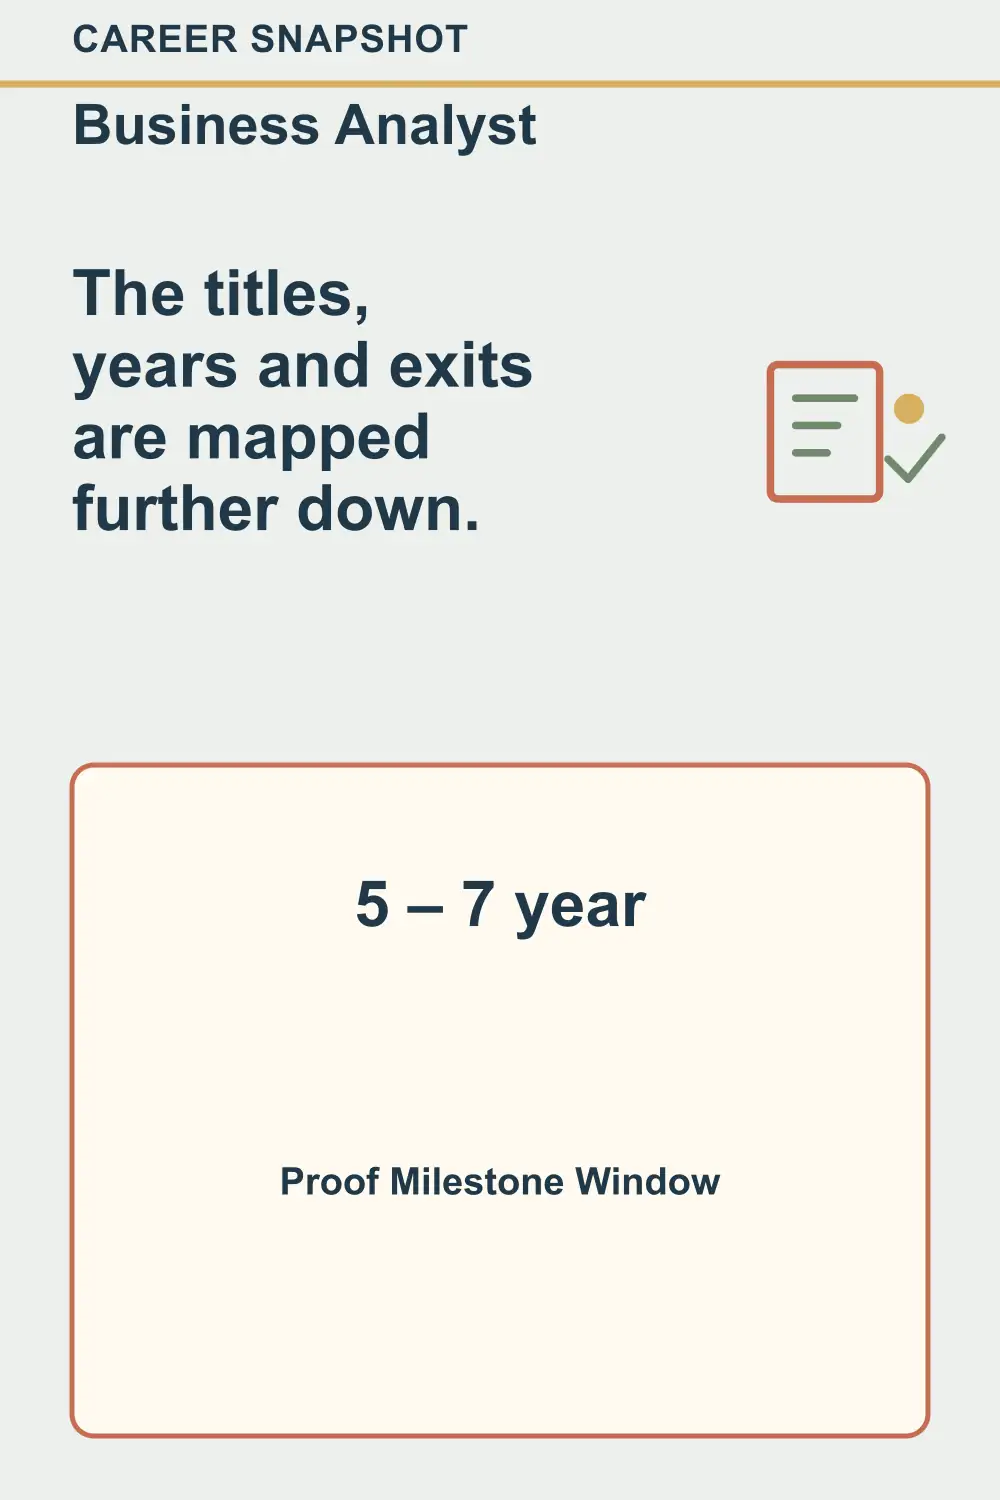 CAREER SNAPSHOT
Business Analyst
The titles,
years and exits
are mapped
further down.
5 – 7 year
Proof Milestone Window